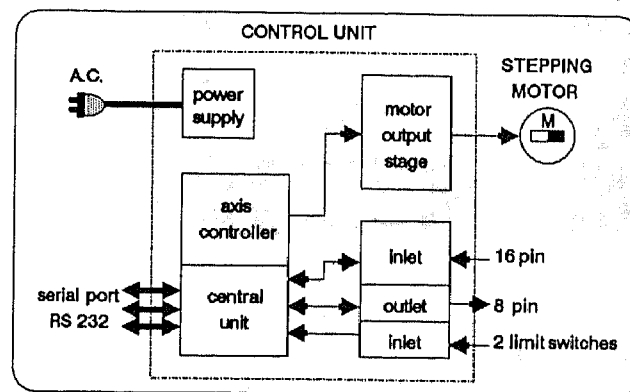 CONTROL UNIT
A.C.
power
supply
motor
output
stage
STEPPING
MOTOR
M
axis
controller
central
unit
serial port
RS 232
inlet
16 pin
outlet
8 pin
inlet
2 limit switches